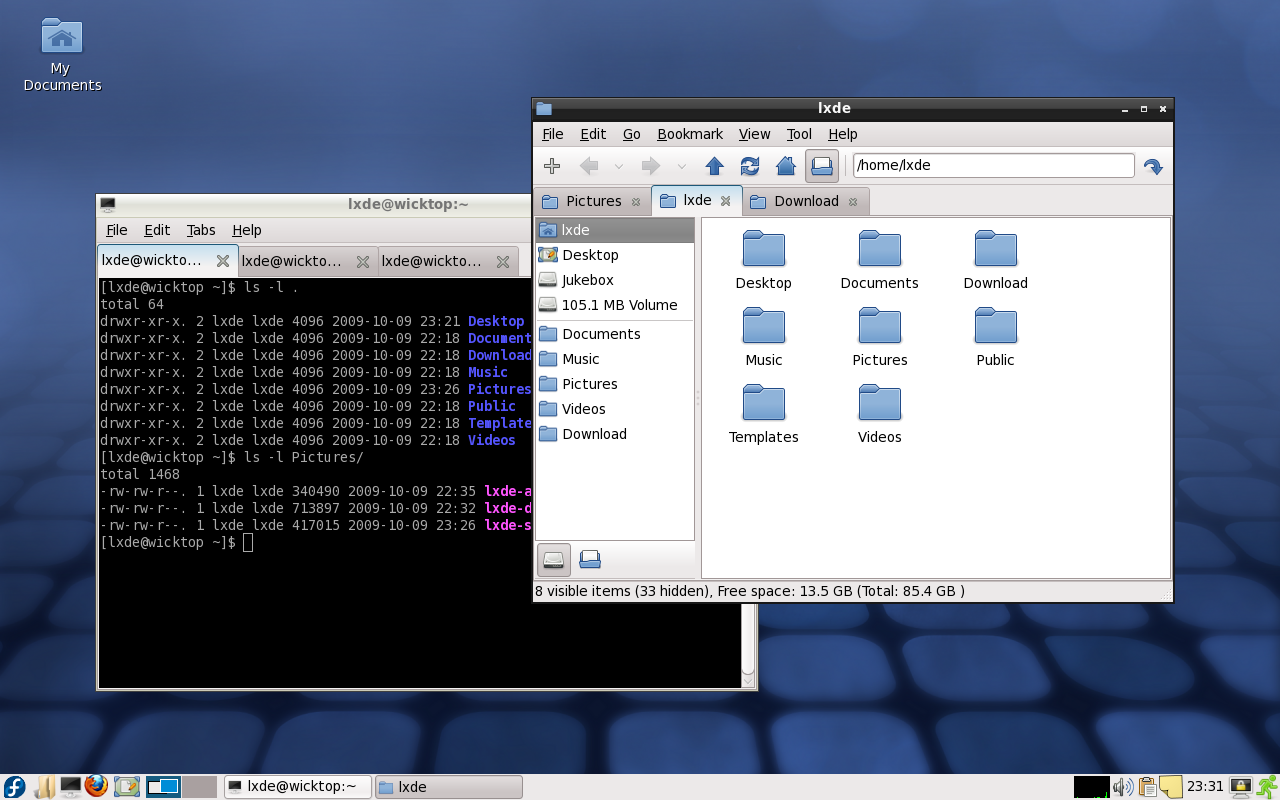 My
Documents
lxde
File Edit Go Bookmark View Tool Help
/home/lxde
Pictures lxde Download
lxde
Desktop
Jukebox
105.1 MB Volume
Documents
Music
Pictures
Videos
Download
Desktop Documents Download
Music Pictures Public
Templates Videos
8 visible items (33 hidden), Free space: 13.5 GB (Total: 85.4 GB )
lxde@wicktop:~
File Edit Tabs Help
lxde@wickto... lxde@wickto... lxde@wickto...
[lxde@wicktop ~]$ ls -l .
total 64
drwxr-xr-x. 2 lxde lxde 4096 2009-10-09 23:21 Desktop
drwxr-xr-x. 2 lxde lxde 4096 2009-10-09 22:18 Document
drwxr-xr-x. 2 lxde lxde 4096 2009-10-09 22:18 Download
drwxr-xr-x. 2 lxde lxde 4096 2009-10-09 22:18 Music
drwxr-xr-x. 2 lxde lxde 4096 2009-10-09 23:26 Pictures
drwxr-xr-x. 2 lxde lxde 4096 2009-10-09 22:18 Public
drwxr-xr-x. 2 lxde lxde 4096 2009-10-09 22:18 Template
drwxr-xr-x. 2 lxde lxde 4096 2009-10-09 22:18 Videos
[lxde@wicktop ~]$ ls -l Pictures/
total 1468
-rw-rw-r--. 1 lxde lxde 340490 2009-10-09 22:35 lxde-a
-rw-rw-r--. 1 lxde lxde 713897 2009-10-09 22:32 lxde-d
-rw-rw-r--. 1 lxde lxde 417015 2009-10-09 23:26 lxde-s
[lxde@wicktop ~]$
lxde@wicktop:~ lxde 23:31